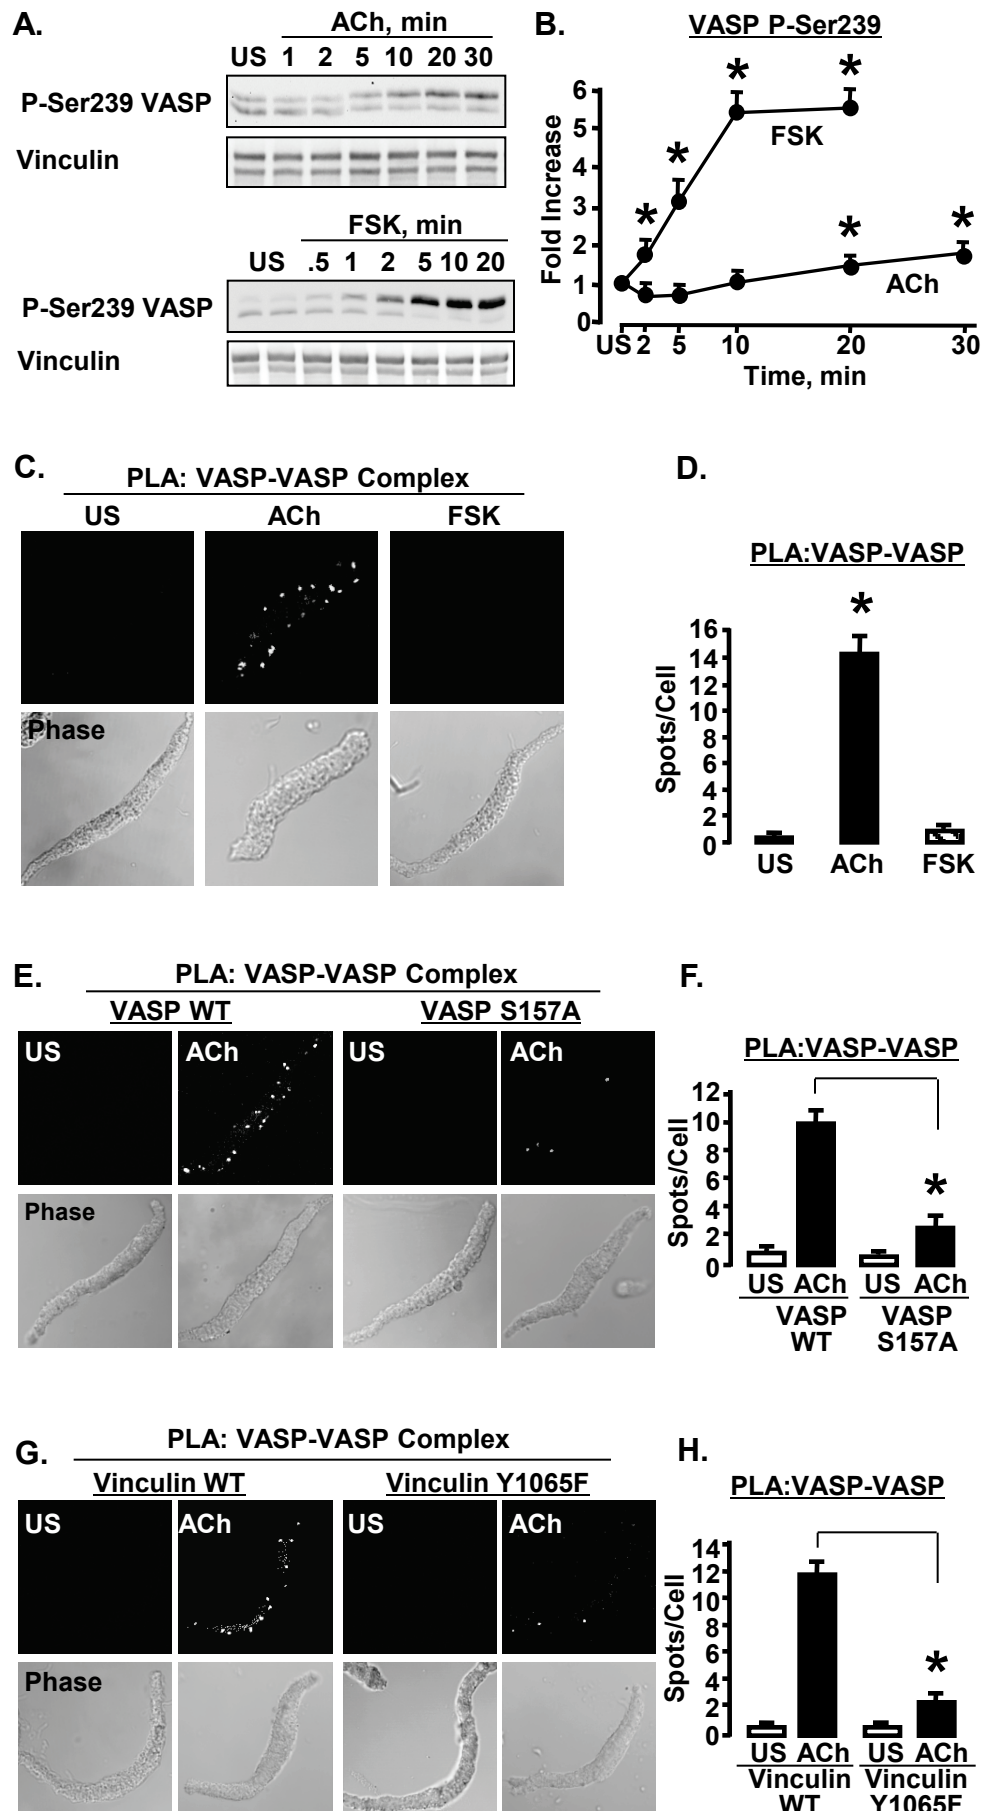 A.
ACh, min
US 1 2 5 10 20 30
P-Ser239 VASP
Vinculin
FSK, min
US .5 1 2 5 10 20
P-Ser239 VASP
Vinculin
B.
VASP P-Ser239
Fold Increase
6
5
4
3
2
1
0
*
*
*
*
*
*
FSK
ACh
US 2 5 10 20 30
Time, min
C.
PLA: VASP-VASP Complex
US ACh FSK
Phase
D.
PLA:VASP-VASP
*
Spots/Cell
16
14
12
10
8
6
4
2
0
US ACh FSK
E.
PLA: VASP-VASP Complex
VASP WT VASP S157A
US ACh US ACh
Phase
F.
PLA:VASP-VASP
Spots/Cell
12
10
8
6
4
2
0
*
US ACh US ACh
VASP VASP
WT S157A
G.
PLA: VASP-VASP Complex
Vinculin WT Vinculin Y1065F
US ACh US ACh
Phase
H.
PLA:VASP-VASP
Spots/Cell
14
12
10
8
6
4
2
0
*
US ACh US ACh
Vinculin Vinculin
WT Y1065F